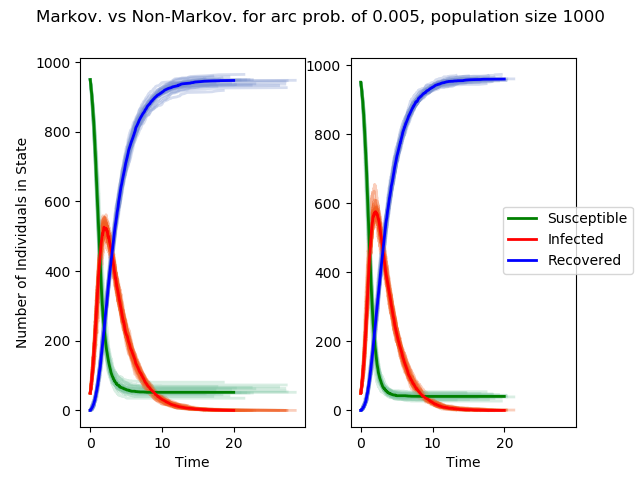 Markov. vs Non-Markov. for arc prob. of 0.005, population size 1000
Number of Individuals in State
1000
800
600
400
200
0
0
10
20
Time
1000
800
600
400
200
0
0
10
20
Time
Susceptible
Infected
Recovered